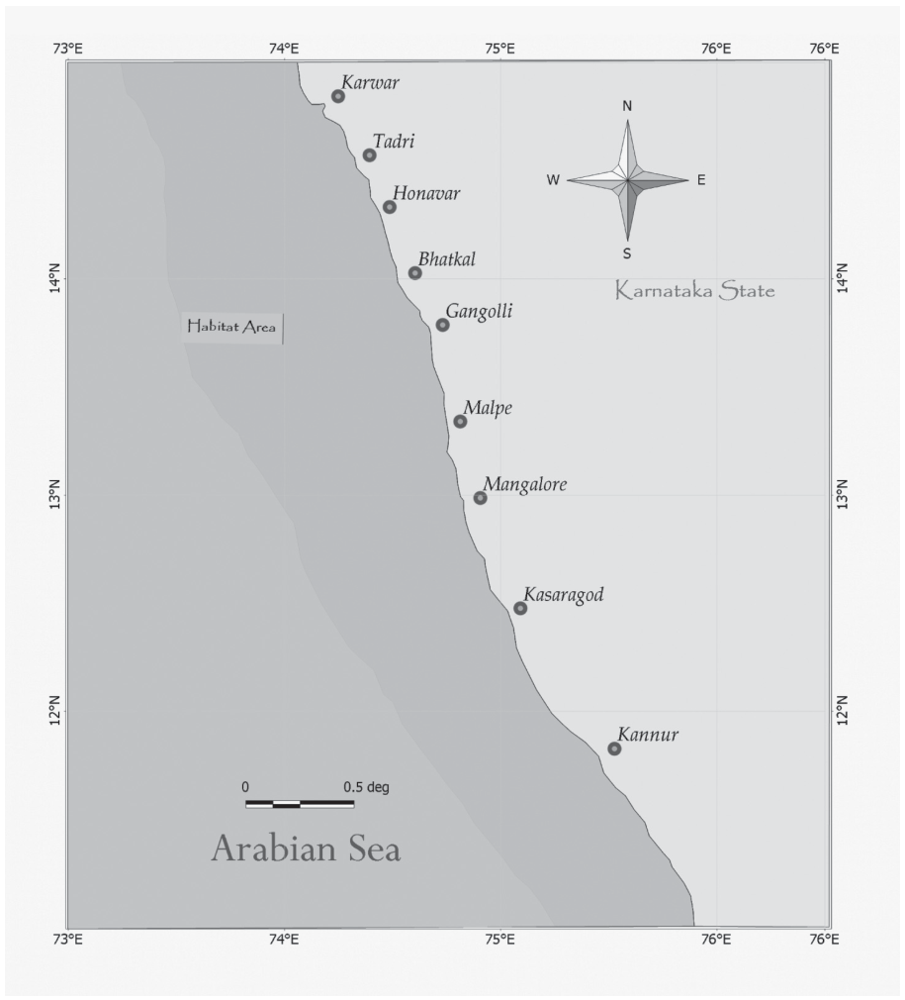 73°E 74°E 75°E 76°E 76°E
Karwar
N
Tadri
W E
Honavar
S
Bhatkal
14°N 14°N
Karnataka State
Gangolli
Habitat Area
Malpe
Mangalore
13°N 13°N
Kasaragod
12°N 12°N
Kannur
0 0.5 deg
Arabian Sea
73°E 74°E 75°E 76°E 76°E